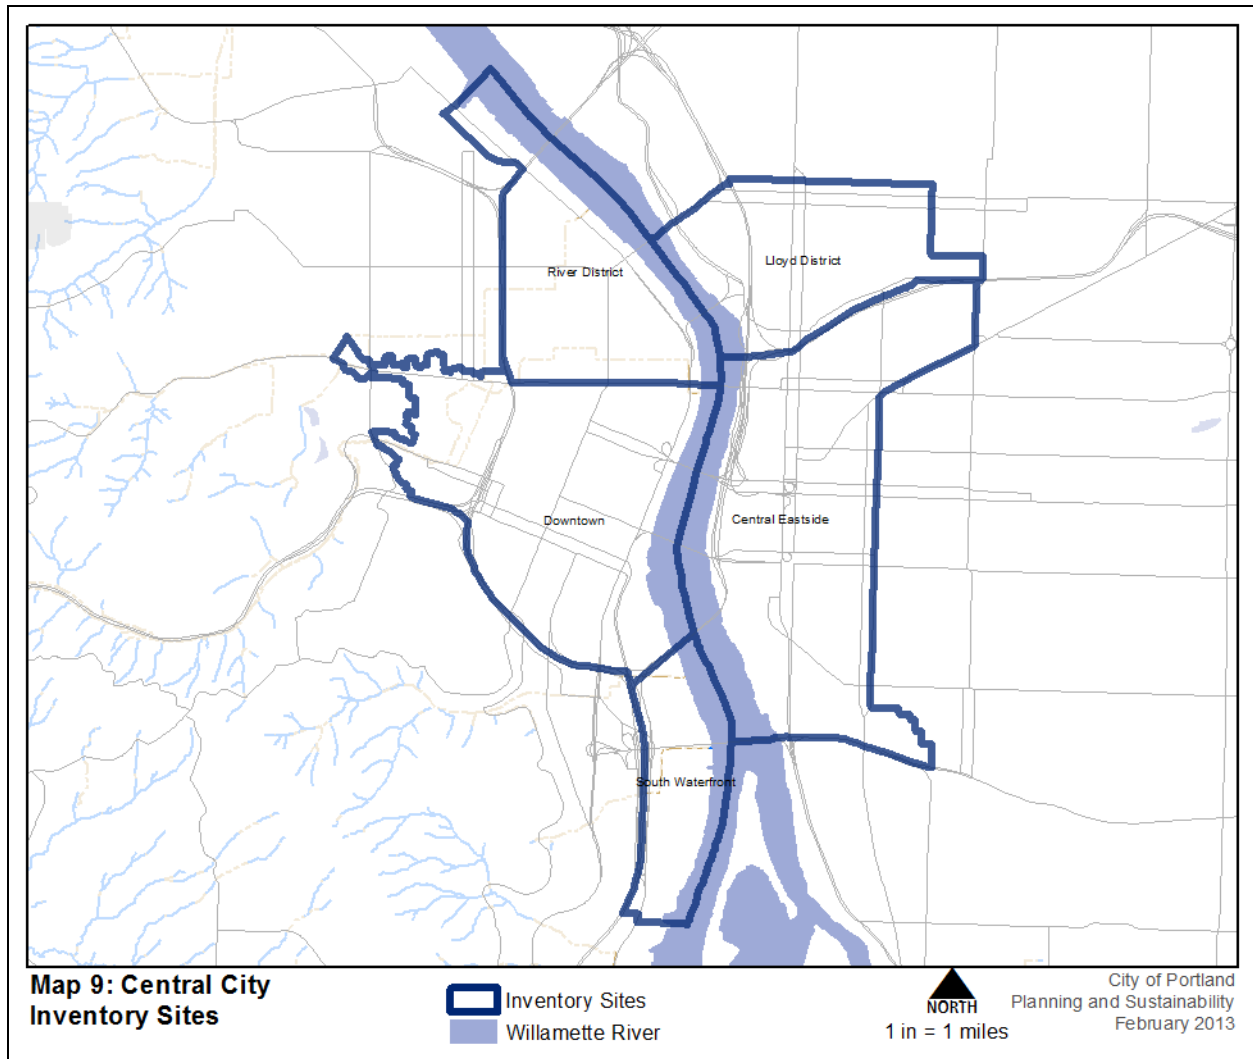 River District
Lloyd District
Downtown
Central Eastside
South Waterfront
Map 9: Central City
Inventory Sites
Inventory Sites
Willamette River
NORTH
1 in = 1 miles
City of Portland
Planning and Sustainability
February 2013